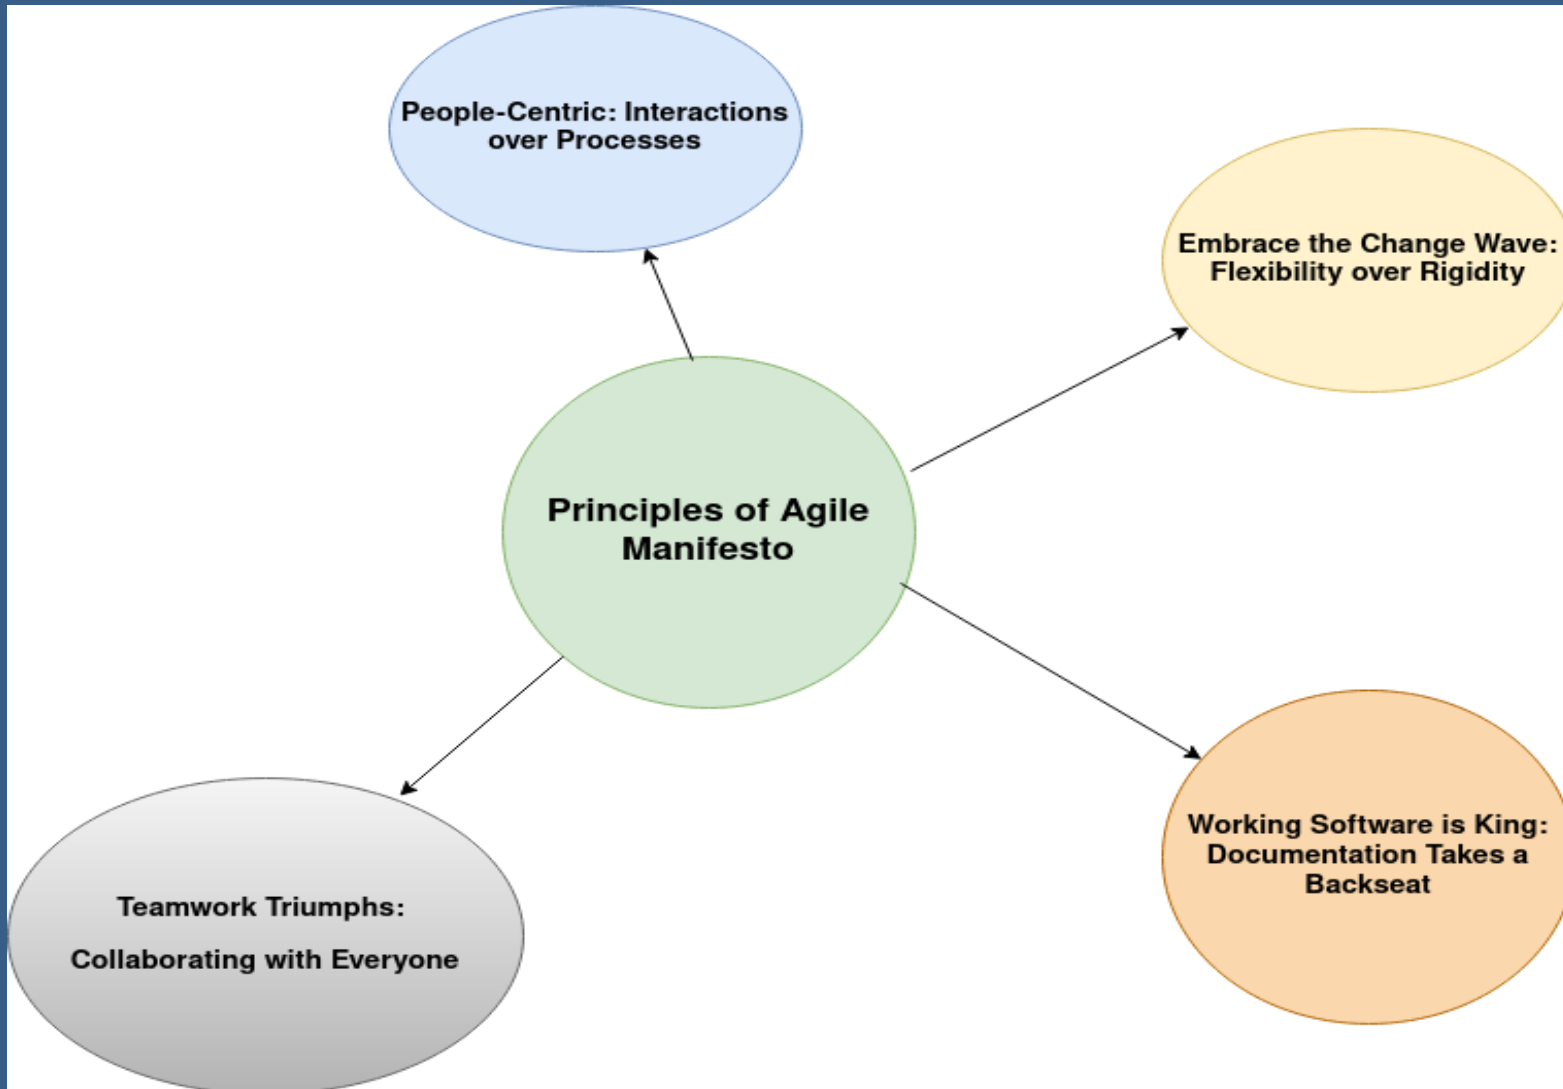 People-Centric: Interactions
over Processes
Embrace the Change Wave:
Flexibility over Rigidity
Principles of Agile
Manifesto
Working Software is King:
Documentation Takes a
Backseat
Teamwork Triumphs:
Collaborating with Everyone